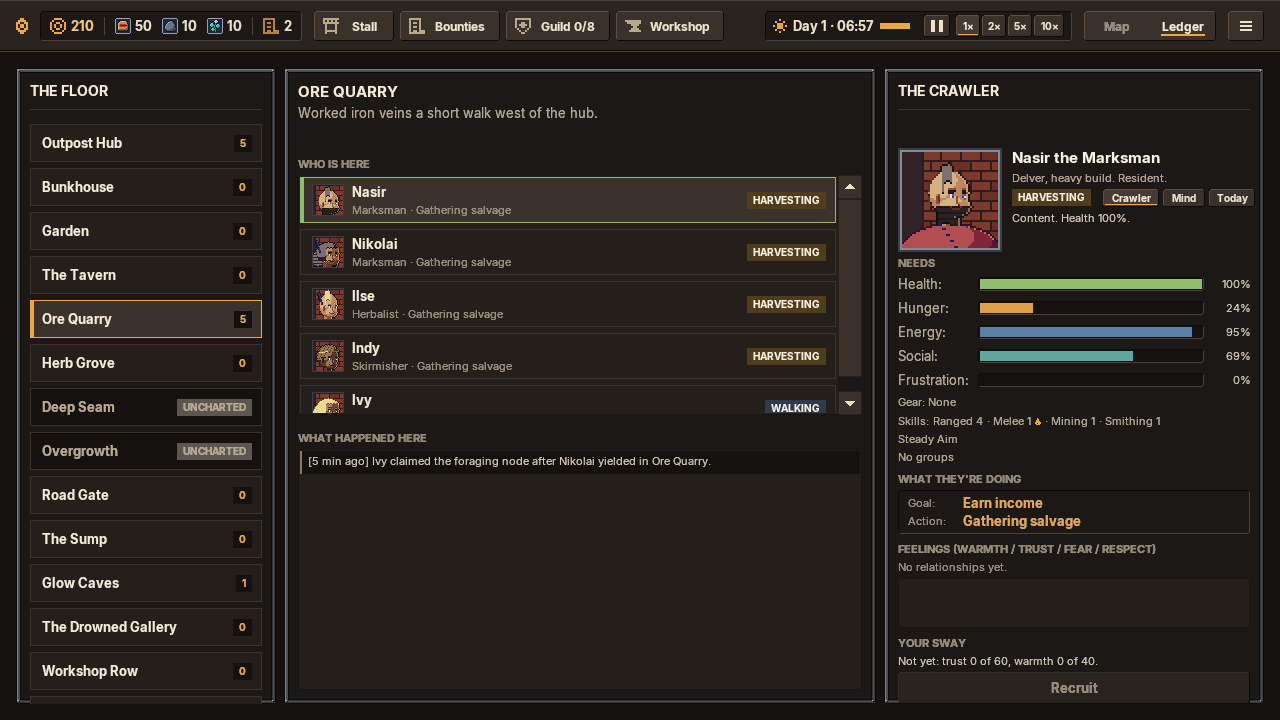 210 50 10 10 2 Stall Bounties Guild 0/8 Workshop Day 1 · 06:57 1x 2x 5x 10x Map Ledger
THE FLOOR
Outpost Hub 5
Bunkhouse 0
Garden 0
The Tavern 0
Ore Quarry 5
Herb Grove 0
Deep Seam UNCHARTED
Overgrowth UNCHARTED
Road Gate 0
The Sump 0
Glow Caves 1
The Drowned Gallery 0
Workshop Row 0
ORE QUARRY
Worked iron veins a short walk west of the hub.
WHO IS HERE
Nasir
Marksman · Gathering salvage
HARVESTING
Nikolai
Marksman · Gathering salvage
HARVESTING
Ilse
Herbalist · Gathering salvage
HARVESTING
Indy
Skirmisher · Gathering salvage
HARVESTING
Ivy
WALKING
WHAT HAPPENED HERE
[5 min ago] Ivy claimed the foraging node after Nikolai yielded in Ore Quarry.
THE CRAWLER
Nasir the Marksman
Delver, heavy build. Resident.
HARVESTING Crawler Mind Today
Content. Health 100%.
NEEDS
Health: 100%
Hunger: 24%
Energy: 95%
Social: 69%
Frustration: 0%
Gear: None
Skills: Ranged 4 · Melee 1 · Mining 1 · Smithing 1
Steady Aim
No groups
WHAT THEY'RE DOING
Goal: Earn income
Action: Gathering salvage
FEELINGS (WARMTH / TRUST / FEAR / RESPECT)
No relationships yet.
YOUR SWAY
Not yet: trust 0 of 60, warmth 0 of 40.
Recruit